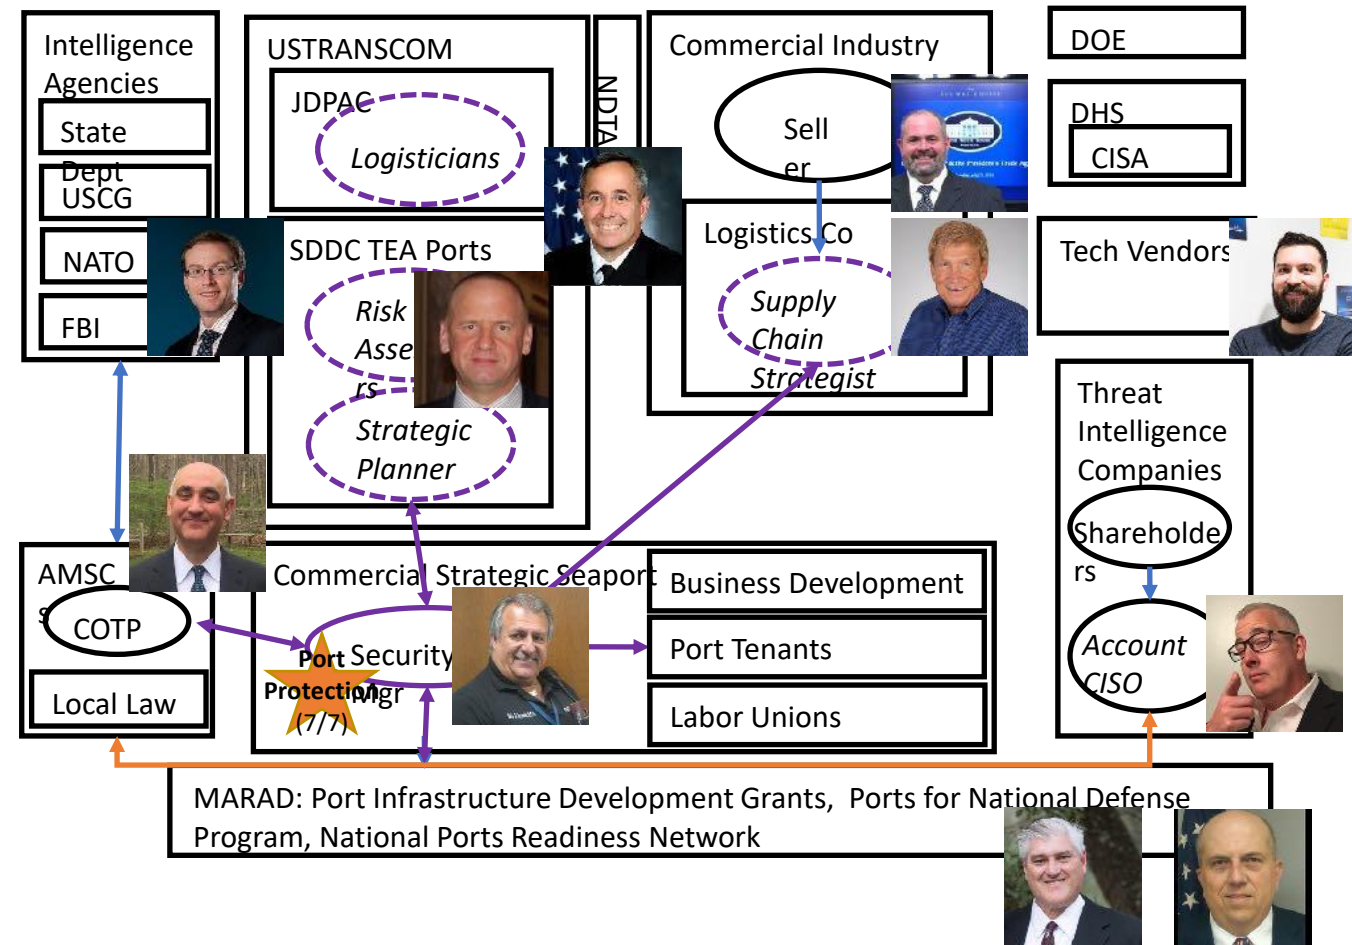 Intelligence
Agencies
State
Dept
USCG
NATO
FBI
USTRANSCOM
JDPAC
Logisticians
SDDC TEA Ports
Risk
Asse
rs
Strategic
Planner
NDTA
Commercial Industry
Sell
er
Logistics Co
Supply
Chain
Strategist
DOE
DHS
CISA
Tech Vendors
Threat
Intelligence
Companies
Shareholde
rs
Account
CISO
AMSC
s
COTP
Local Law
Commercial Strategic Seaport
Security
Mgr
Port
Protection
(7/7)
Business Development
Port Tenants
Labor Unions
MARAD: Port Infrastructure Development Grants,  Ports for National Defense
Program, National Ports Readiness Network